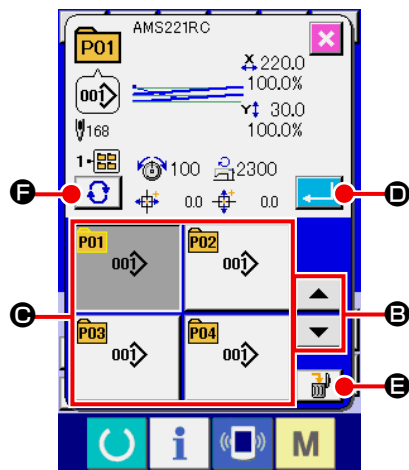 AMS221RC
P01
X 220.0
100.0%
001
Y 30.0
100.0%
168
1-
100
2300
F
D
0.0
0.0
P01
001
P02
001
C
B
P03
001
P04
001
E
i
M